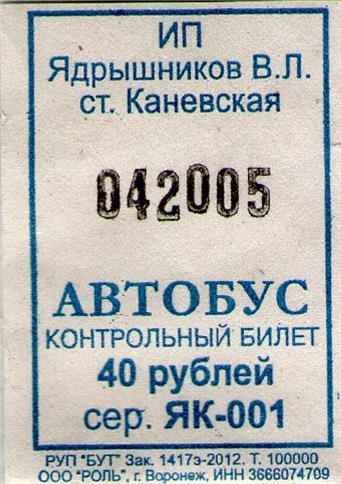 ИП
Ядрышников В.Л.
ст. Каневская
042005
АВТОБУС
КОНТРОЛЬНЫЙ БИЛЕТ
40 рублей
сер. ЯК-001
РУП "БУТ" Зак. 1417э-2012. Т. 100000
ООО "РОЛЬ", г. Воронеж, ИНН 3666074709